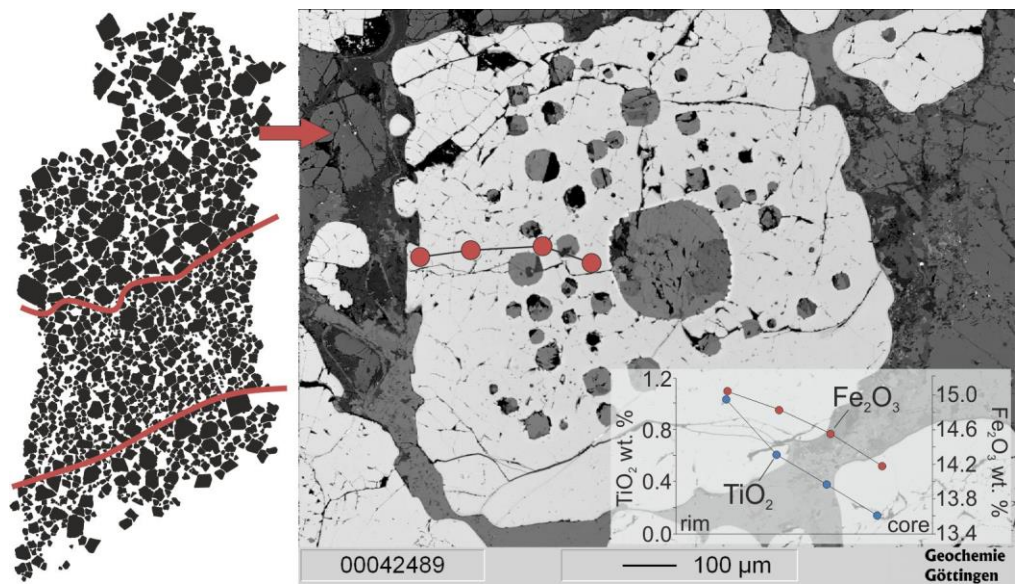 1.2
0.8
0.4
0.0
TiO₂ wt. %
Fe₂O₃
TiO₂
rim
core
15.0
14.6
14.2
13.8
13.4
Fe₂O₃ wt. %
00042489
100 µm
Geochemie
Göttingen